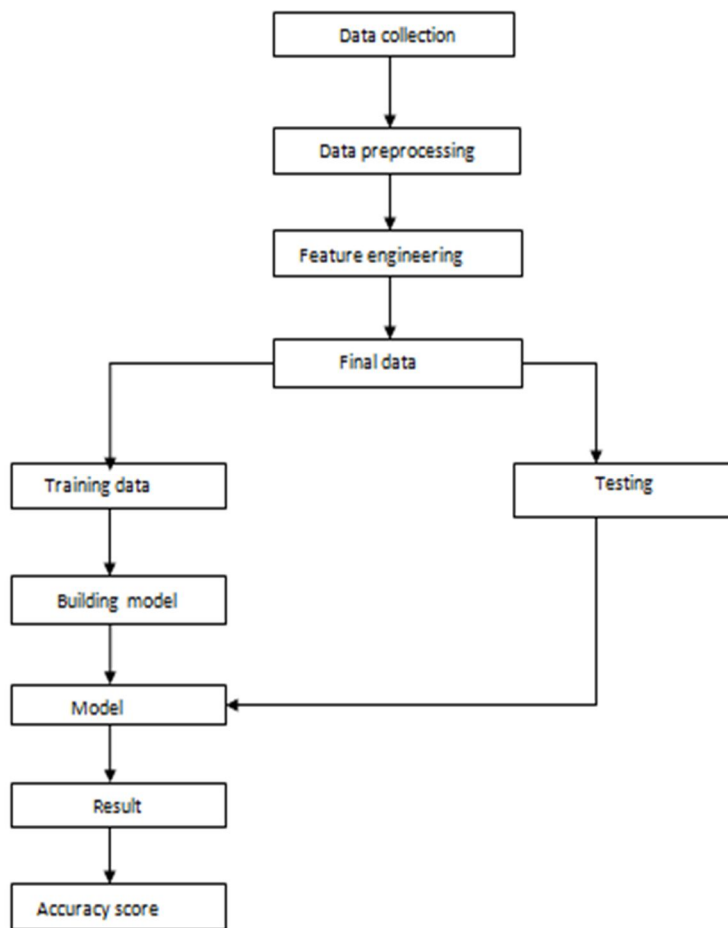 Data collection
Data preprocessing
Feature engineering
Final data
Training data
Testing
Building model
Model
Result
Accuracy score